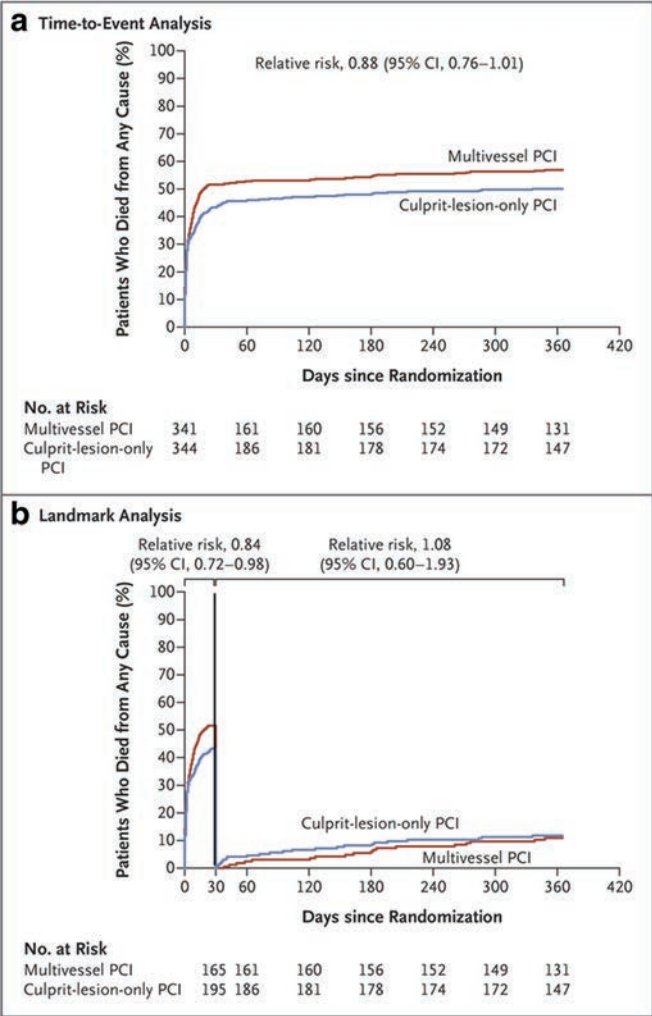 a Time-to-Event Analysis
Relative risk, 0.88 (95% CI, 0.76–1.01)
Patients Who Died from Any Cause (%)
100
90
80
70
60
50
40
30
20
10
0
Multivessel PCI
Culprit-lesion-only PCI
0 60 120 180 240 300 360 420
Days since Randomization
No. at Risk
Multivessel PCI 341 161 160 156 152 149 131
Culprit-lesion-only 344 186 181 178 174 172 147
PCI
b Landmark Analysis
Relative risk, 0.84 Relative risk, 1.08
(95% CI, 0.72–0.98) (95% CI, 0.60–1.93)
Patients Who Died from Any Cause (%)
100
90
80
70
60
50
40
30
20
10
0
Culprit-lesion-only PCI
Multivessel PCI
0 30 60 120 180 240 300 360 420
Days since Randomization
No. at Risk
Multivessel PCI 165 161 160 156 152 149 131
Culprit-lesion-only PCI 195 186 181 178 174 172 147